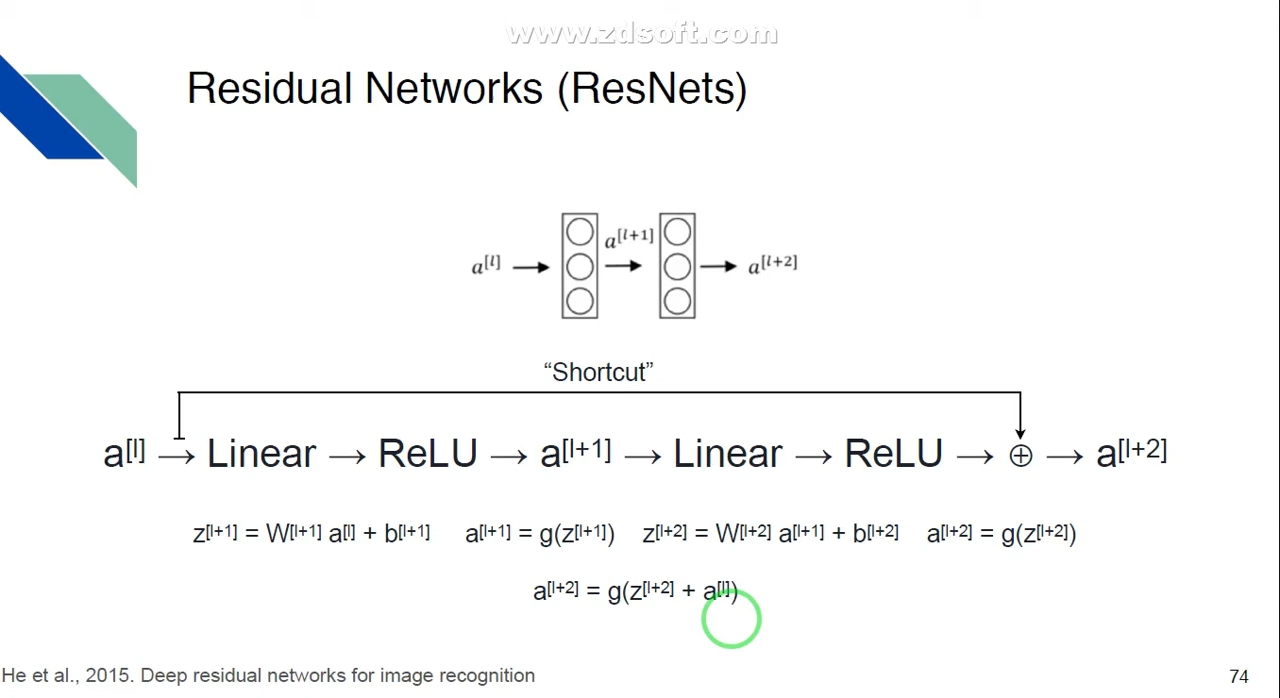 www.zdsoft.com
Residual Networks (ResNets)
a[l] a[l+1] a[l+2]
“Shortcut”
a[l] → Linear → ReLU → a[l+1] → Linear → ReLU → ⊕ → a[l+2]
z[l+1] = W[l+1] a[l] + b[l+1] a[l+1] = g(z[l+1]) z[l+2] = W[l+2] a[l+1] + b[l+2] a[l+2] = g(z[l+2])
a[l+2] = g(z[l+2] + a[l])
He et al., 2015. Deep residual networks for image recognition
74